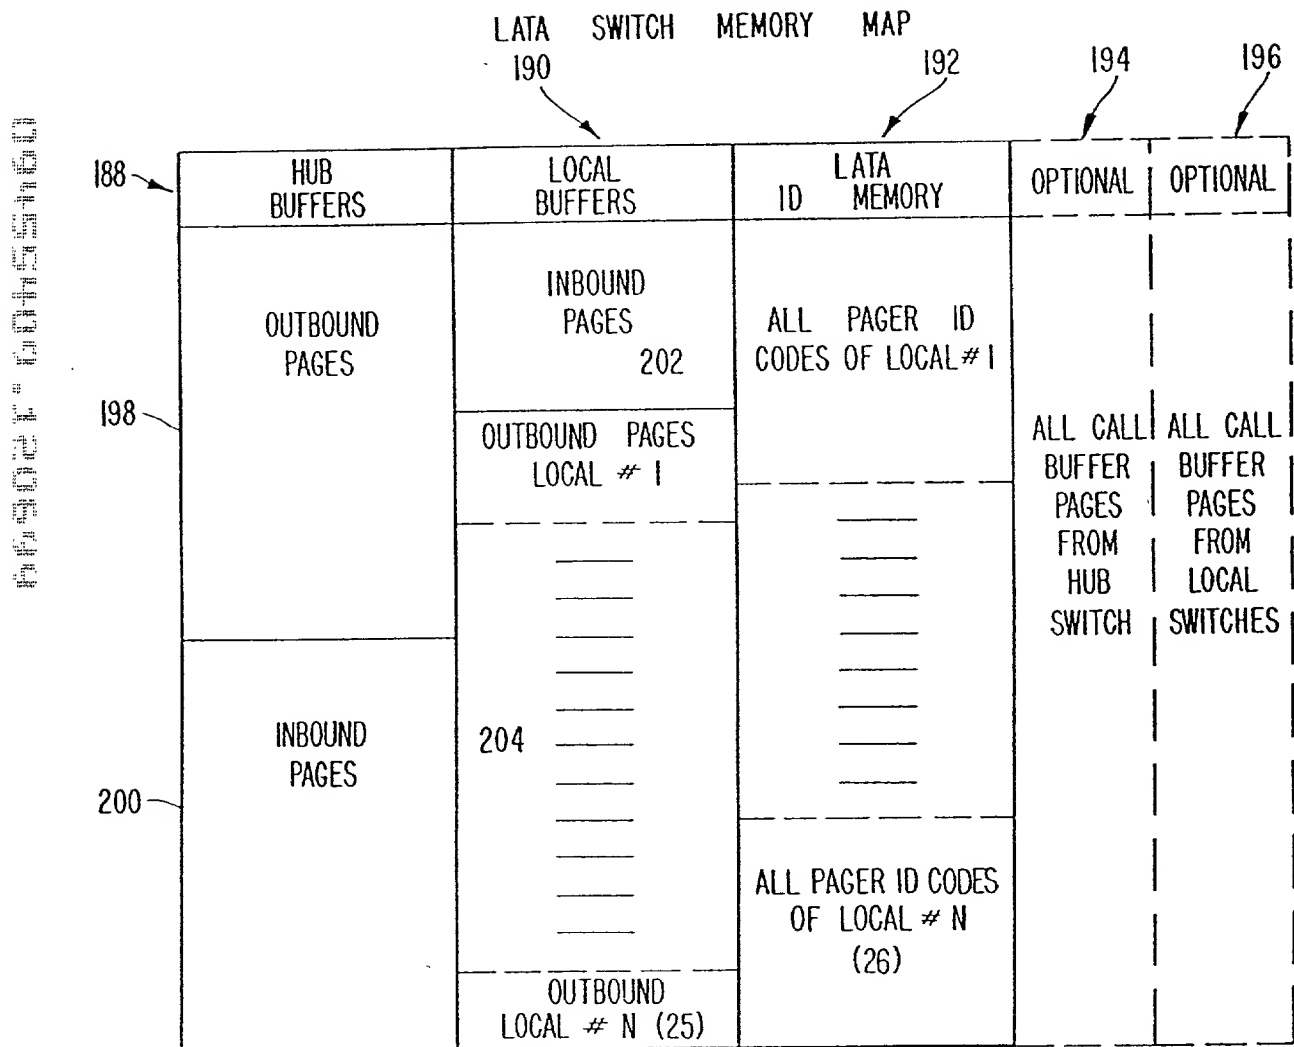 LATA SWITCH MEMORY MAP
190
192
194
196
188
HUB
BUFFERS
LOCAL
BUFFERS
LATA
ID MEMORY
OPTIONAL
OPTIONAL
OUTBOUND
PAGES
198
INBOUND
PAGES
200
INBOUND
PAGES
202
OUTBOUND PAGES
LOCAL # 1
204
OUTBOUND
LOCAL # N (25)
ALL PAGER ID
CODES OF LOCAL # 1
ALL PAGER ID CODES
OF LOCAL # N
(26)
ALL CALL
BUFFER
PAGES
FROM
HUB
SWITCH
ALL CALL
BUFFER
PAGES
FROM
LOCAL
SWITCHES